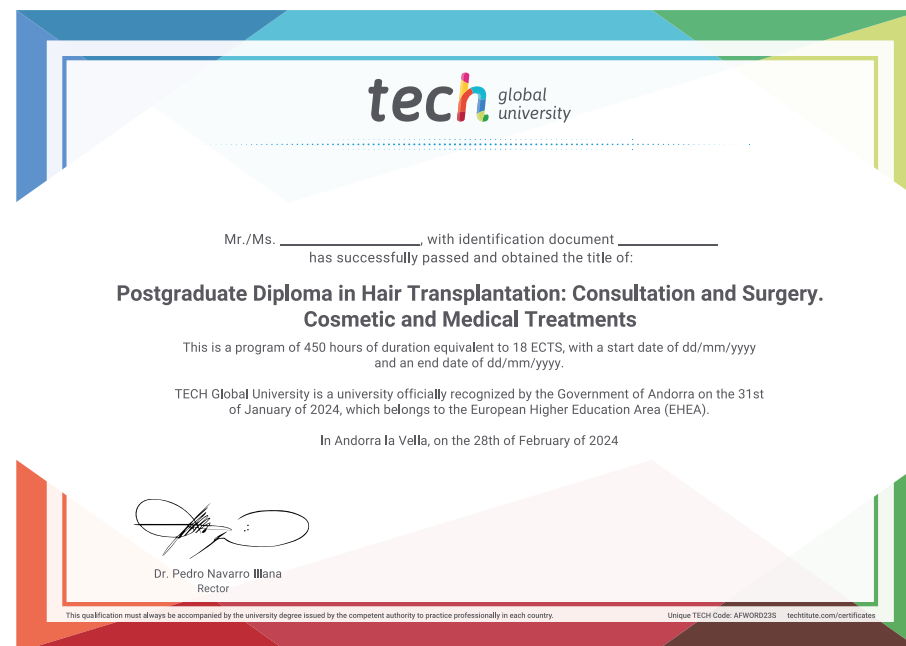 tech global university
Mr./Ms. ____________________, with identification document ______________
has successfully passed and obtained the title of:
Postgraduate Diploma in Hair Transplantation: Consultation and Surgery.
Cosmetic and Medical Treatments
This is a program of 450 hours of duration equivalent to 18 ECTS, with a start date of dd/mm/yyyy
and an end date of dd/mm/yyyy.
TECH Global University is a university officially recognized by the Government of Andorra on the 31st
of January of 2024, which belongs to the European Higher Education Area (EHEA).
In Andorra la Vella, on the 28th of February of 2024
Dr. Pedro Navarro Illana
Rector
This qualification must always be accompanied by the university degree issued by the competent authority to practice professionally in each country.
Unique TECH Code: AFWORD23S techtitute.com/certificates